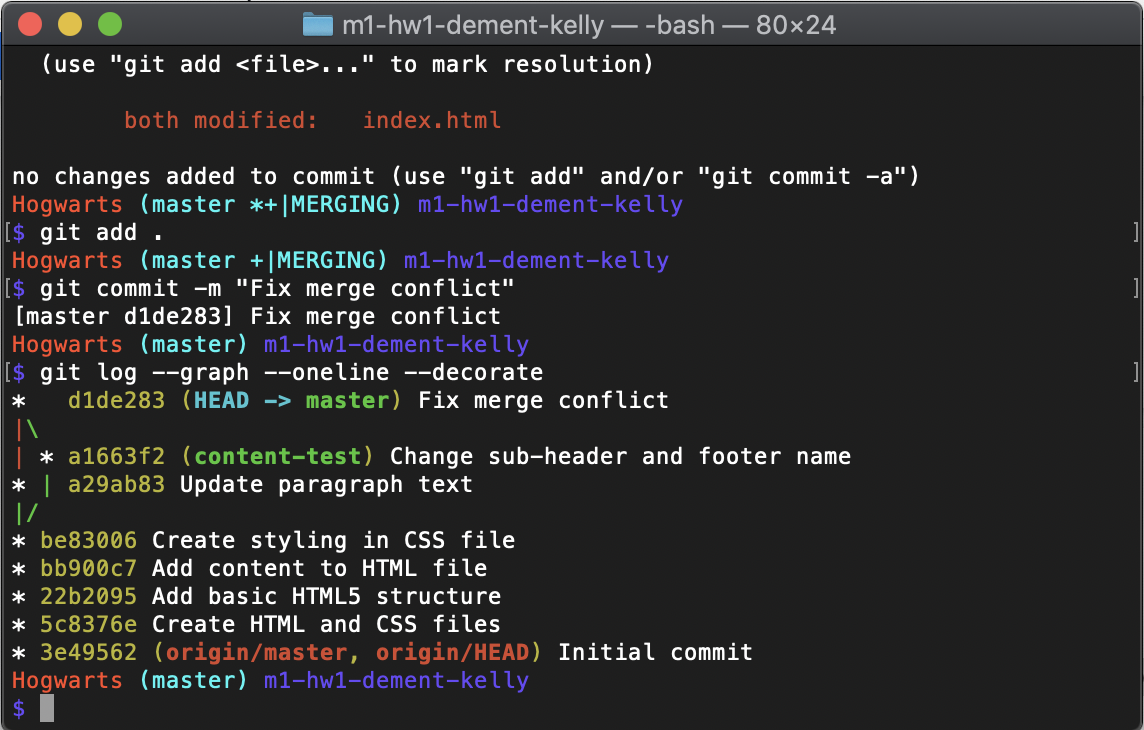 m1-hw1-dement-kelly — -bash — 80×24
(use "git add <file>..." to mark resolution)
both modified:   index.html
no changes added to commit (use "git add" and/or "git commit -a")
Hogwarts (master *+|MERGING) m1-hw1-dement-kelly
[$ git add . ]
Hogwarts (master +|MERGING) m1-hw1-dement-kelly
[$ git commit -m "Fix merge conflict" ]
[master d1de283] Fix merge conflict
Hogwarts (master) m1-hw1-dement-kelly
[$ git log --graph --oneline --decorate ]
*   d1de283 (HEAD -> master) Fix merge conflict
|\
| * a1663f2 (content-test) Change sub-header and footer name
* | a29ab83 Update paragraph text
|/
* be83006 Create styling in CSS file
* bb900c7 Add content to HTML file
* 22b2095 Add basic HTML5 structure
* 5c8376e Create HTML and CSS files
* 3e49562 (origin/master, origin/HEAD) Initial commit
Hogwarts (master) m1-hw1-dement-kelly
$